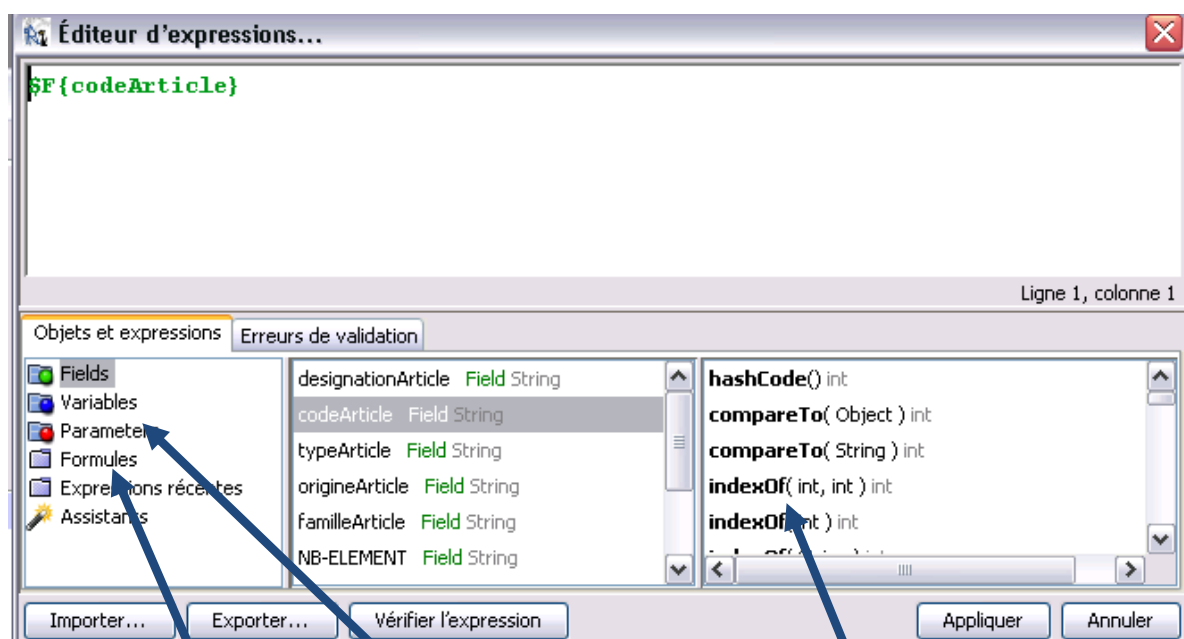 Éditeur d'expressions...
$F{codeArticle}
Ligne 1, colonne 1
Objets et expressions Erreurs de validation
Fields
Variables
Parameters
Formules
Expressions récentes
Assistants
designationArticle Field String
codeArticle Field String
typeArticle Field String
origineArticle Field String
familleArticle Field String
NB-ELEMENT Field String
hashCode() int
compareTo( Object ) int
compareTo( String ) int
indexOf( int, int ) int
indexOf( int ) int
Importer... Exporter... Vérifier l'expression Appliquer Annuler